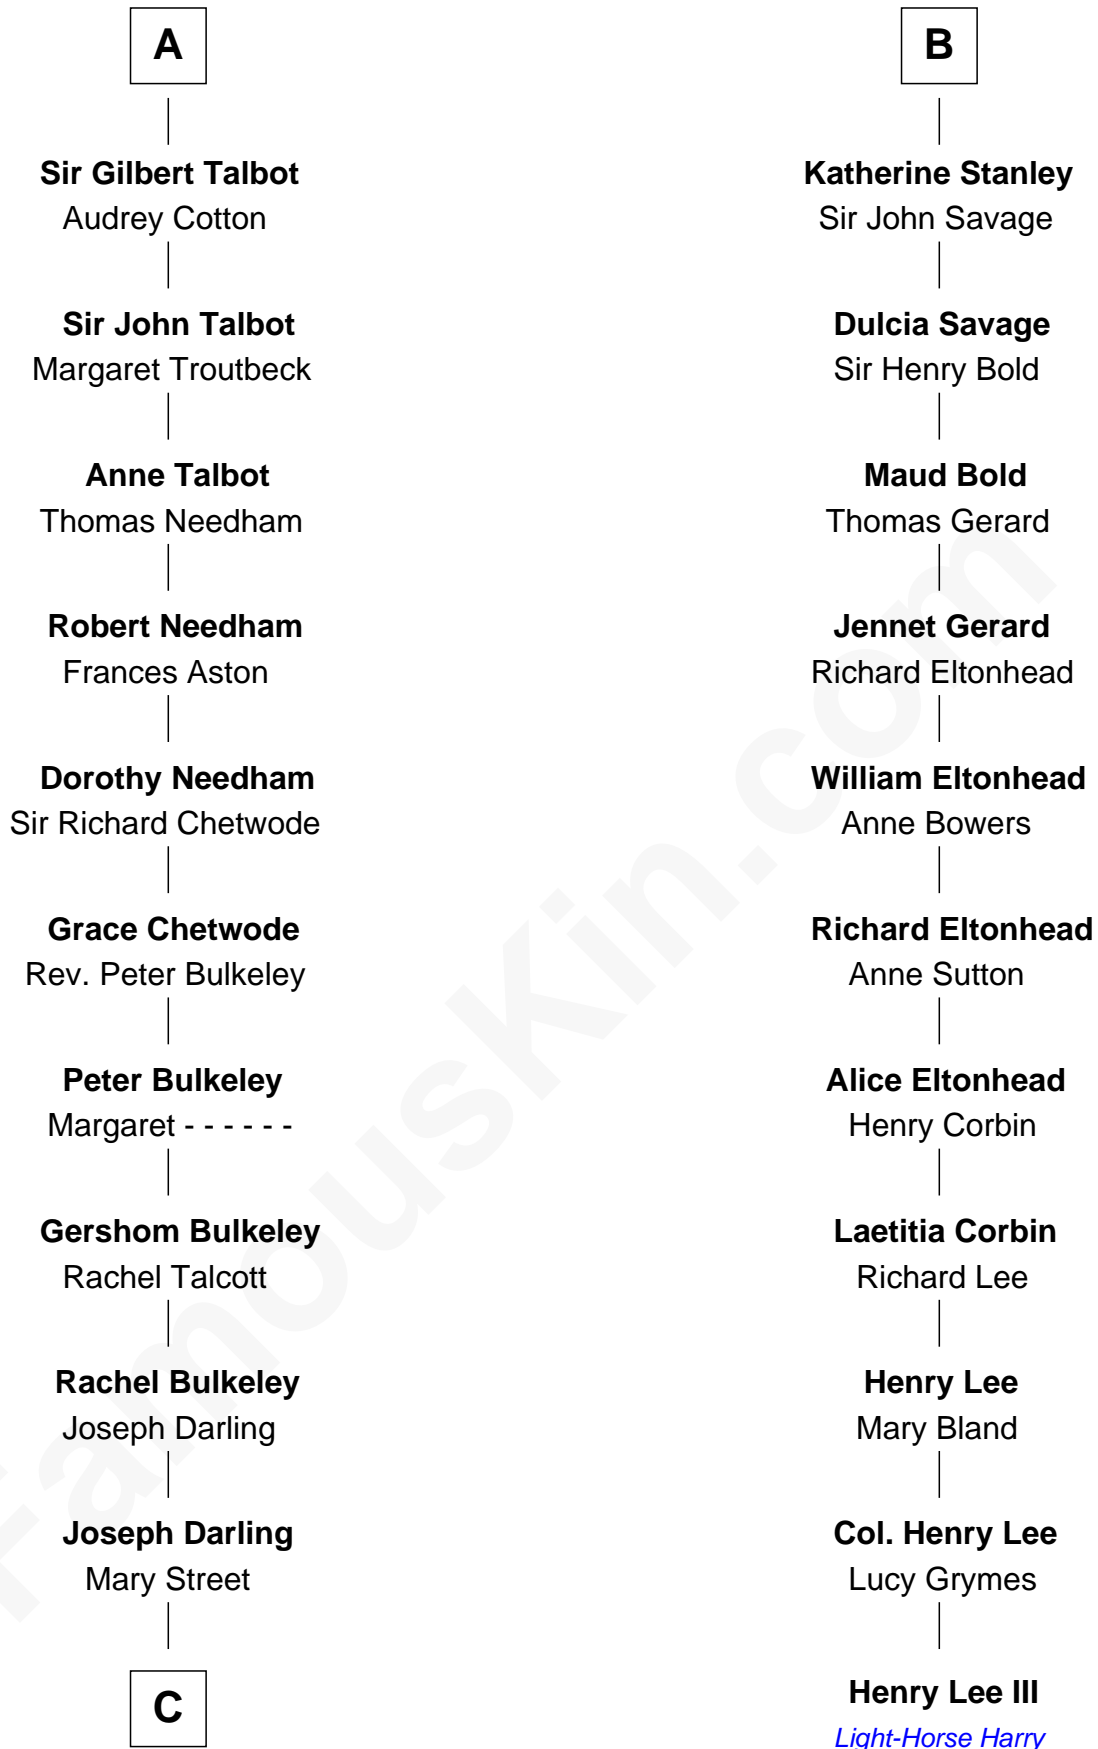 A
Sir Gilbert Talbot
Audrey Cotton
Sir John Talbot
Margaret Troutbeck
Anne Talbot
Thomas Needham
Robert Needham
Frances Aston
Dorothy Needham
Sir Richard Chetwode
Grace Chetwode
Rev. Peter Bulkeley
Peter Bulkeley
Margaret - - - - - -
Gershom Bulkeley
Rachel Talcott
Rachel Bulkeley
Joseph Darling
Joseph Darling
Mary Street
C
B
Katherine Stanley
Sir John Savage
Dulcia Savage
Sir Henry Bold
Maud Bold
Thomas Gerard
Jennet Gerard
Richard Eltonhead
William Eltonhead
Anne Bowers
Richard Eltonhead
Anne Sutton
Alice Eltonhead
Henry Corbin
Laetitia Corbin
Richard Lee
Henry Lee
Mary Bland
Col. Henry Lee
Lucy Grymes
Henry Lee III
Light-Horse Harry
FamousKin.com